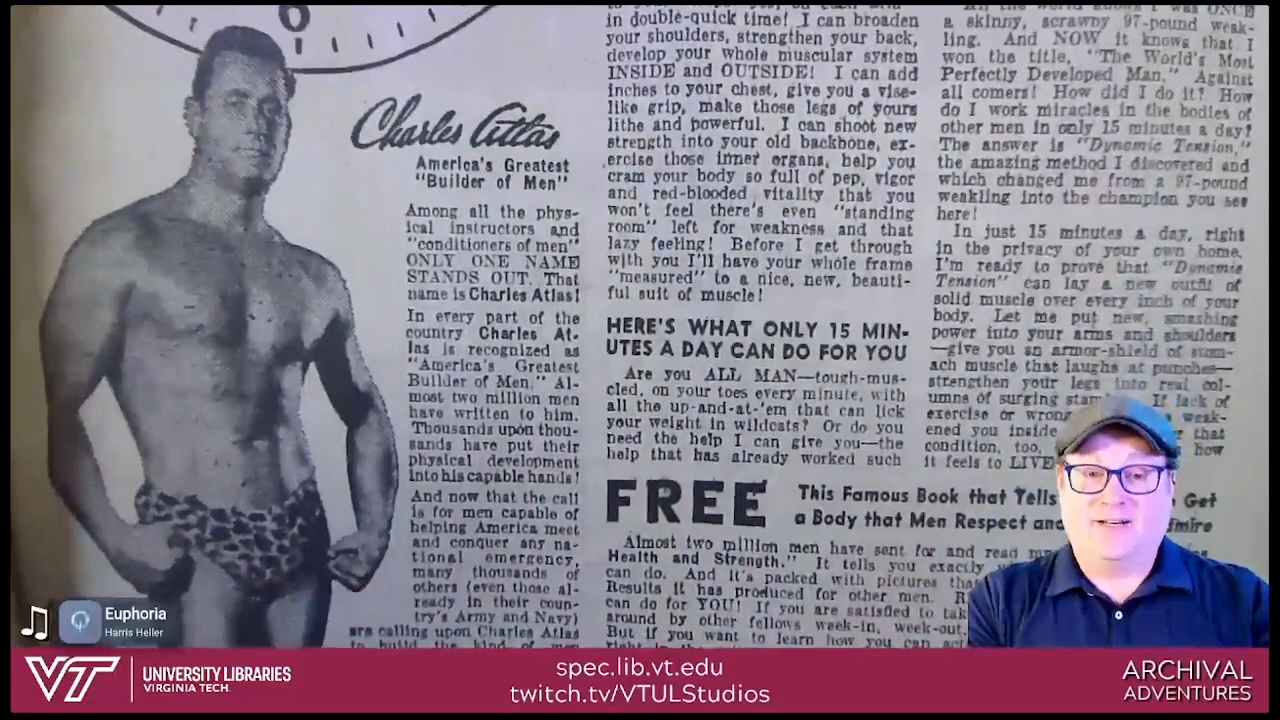 6
Charles Atlas
America's Greatest
"Builder of Men"
Among all the phys-
ical instructors and
"conditioners of men"
ONLY ONE NAME
STANDS OUT. That
name is Charles Atlas!
In every part of the
country Charles At-
las is recognized as
"America's Greatest
Builder of Men." Al-
most two million men
have written to him.
Thousands upon thou-
sands have put their
physical development
into his capable hands!
And now that the call
is for men capable of
helping America meet
and conquer any na-
tional emergency,
many thousands of
others (even those al-
ready in their coun-
try's Army and Navy)
are calling upon Charles Atlas
to build the kind of men
in double-quick time! I can broaden
your shoulders, strengthen your back,
develop your whole muscular system
INSIDE and OUTSIDE! I can add
inches to your chest, give you a vise-
like grip, make those legs of yours
lithe and powerful. I can shoot new
strength into your old backbone, ex-
ercise those inner organs, help you
cram your body so full of pep, vigor
and red-blooded vitality that you
won't feel there's even "standing
room" left for weakness and that
lazy feeling! Before I get through
with you I'll have your whole frame
"measured" to a nice, new, beauti-
ful suit of muscle!
HERE'S WHAT ONLY 15 MIN-
UTES A DAY CAN DO FOR YOU
Are you ALL MAN—tough-mus-
cled, on your toes every minute, with
all the up-and-at-'em that can lick
your weight in wildcats? Or do you
need the help I can give you—the
help that has already worked such
All the world knows I was ONCE
a skinny, scrawny 97-pound weak-
ling. And NOW it knows that I
won the title, "The World's Most
Perfectly Developed Man." Against
all comers! How did I do it? How
do I work miracles in the bodies of
other men in only 15 minutes a day?
The answer is "Dynamic Tension,"
the amazing method I discovered and
which changed me from a 97-pound
weakling into the champion you see
here!
In just 15 minutes a day, right
in the privacy of your own home,
I'm ready to prove that "Dynamic
Tension" can lay a new outfit of
solid muscle over every inch of your
body. Let me put new, smashing
power into your arms and shoulders
—give you an armor-shield of stom-
ach muscle that laughs at punches—
strengthen your legs into real col-
umns of surging If lack of
exercise or wrong weak-
ened you inside that
condition, too, how
it feels to LIVE
FREE
This Famous Book that Tells Get
a Body that Men Respect and
Almost two million men have sent for and read
Health and Strength." It tells you exactly
can do. And it's packed with pictures
Results it has produced for other men.
can do for YOU! If you are satisfied to
around by other fellows week-in, week-out,
But if you want to learn how you can
Euphoria
Harris Heller
VT
UNIVERSITY LIBRARIES
VIRGINIA TECH.
spec.lib.vt.edu
twitch.tv/VTULStudios
ARCHIVAL
ADVENTURES